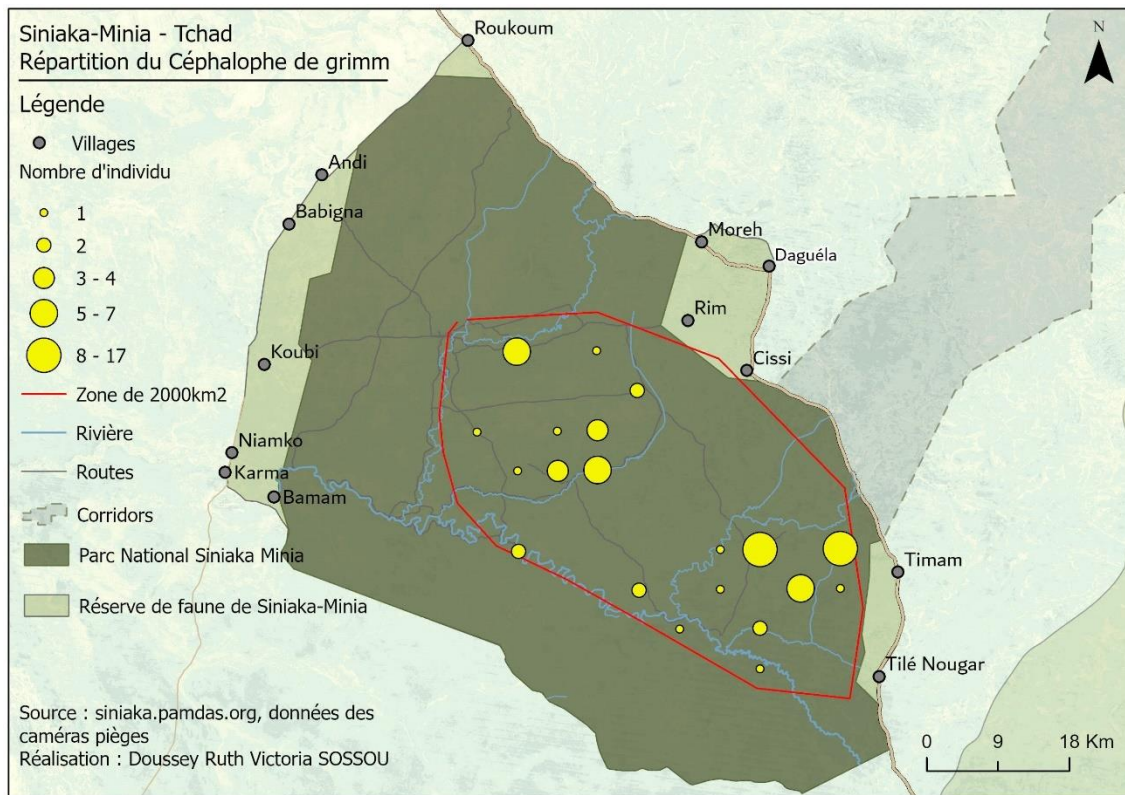 Siniaka-Minia - Tchad
Répartition du Céphalophe de grimm
Légende
Villages
Nombre d'individu
1
2
3 - 4
5 - 7
8 - 17
Zone de 2000km2
Rivière
Routes
Corridors
Parc National Siniaka Minia
Réserve de faune de Siniaka-Minia
Source : siniaka.pamdas.org, données des
caméras pièges
Réalisation : Doussey Ruth Victoria SOSSOU
Roukoum
N
Andi
Babigna
Moreh
Daguéla
Rim
Koubi
Cissi
Niamko
Karma
Bamam
Timam
Tilé Nougar
0 9 18 Km